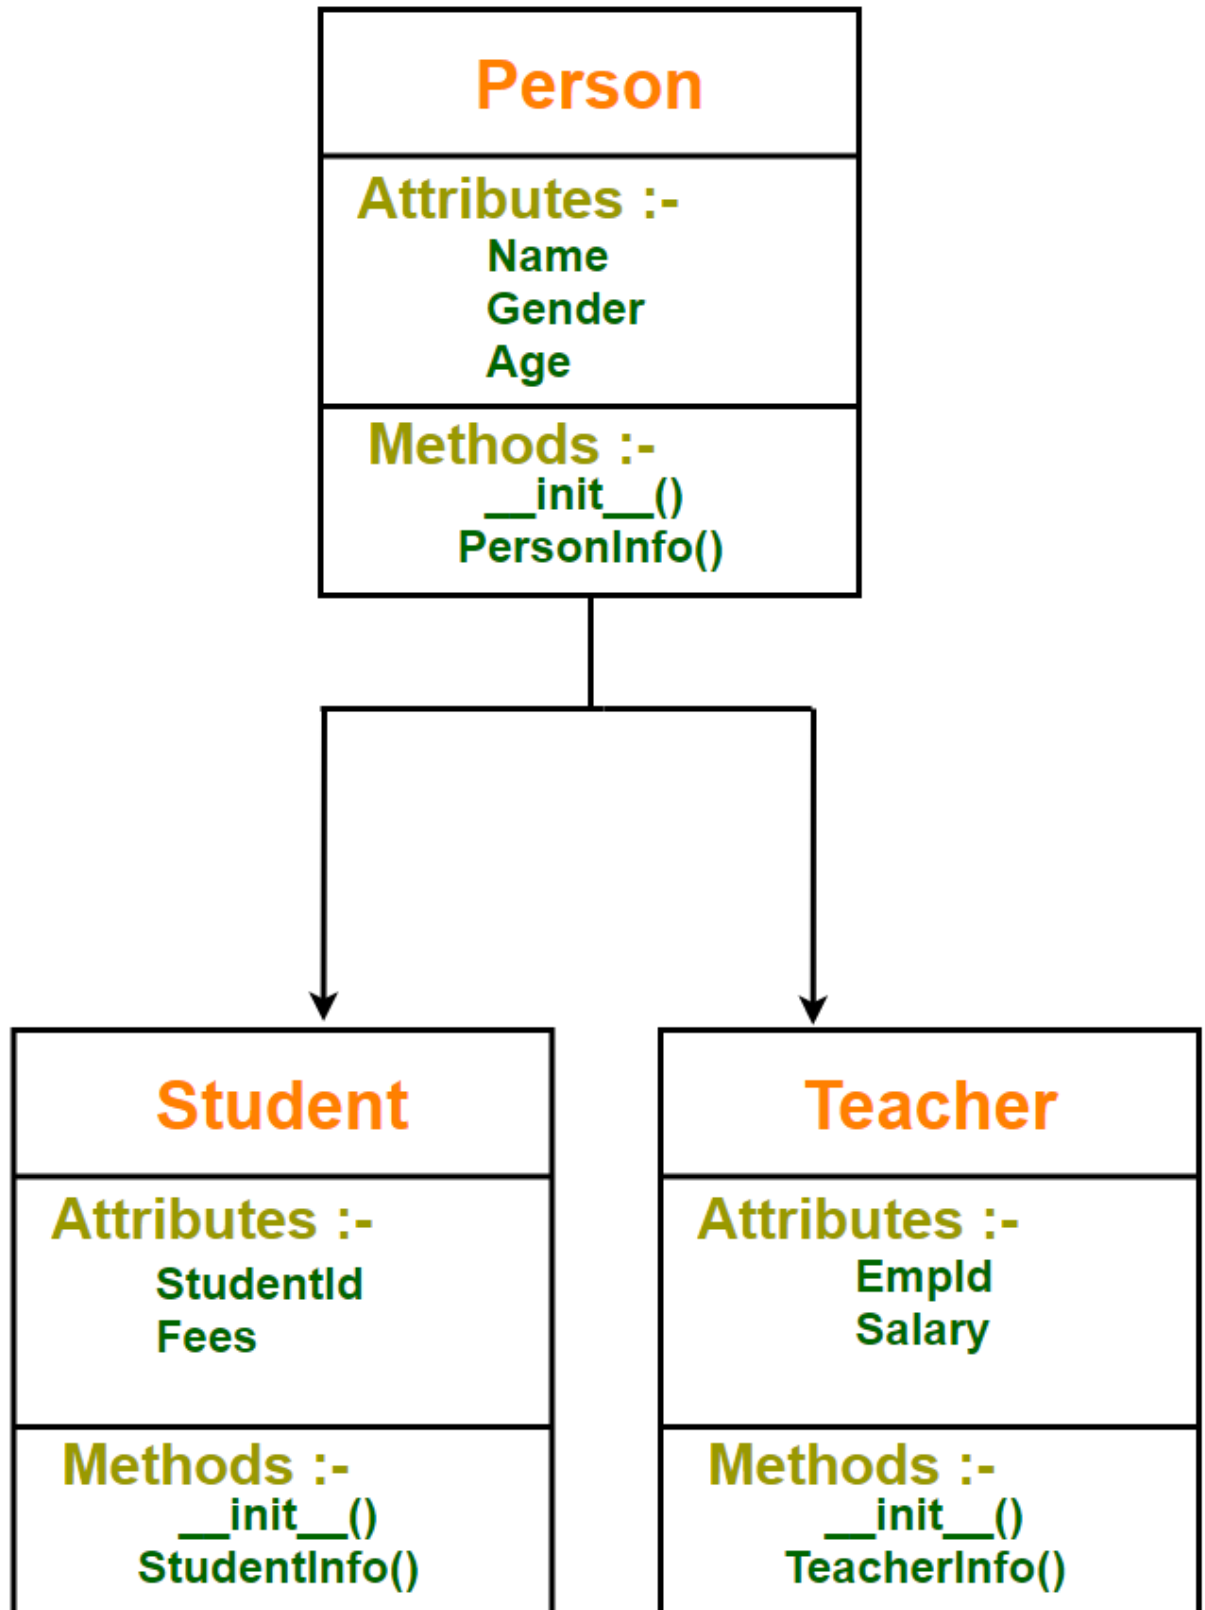 Person
Attributes :-
Name
Gender
Age
Methods :-
__init__()
PersonInfo()
Student
Attributes :-
StudentId
Fees
Methods :-
__init__()
StudentInfo()
Teacher
Attributes :-
EmpId
Salary
Methods :-
__init__()
TeacherInfo()